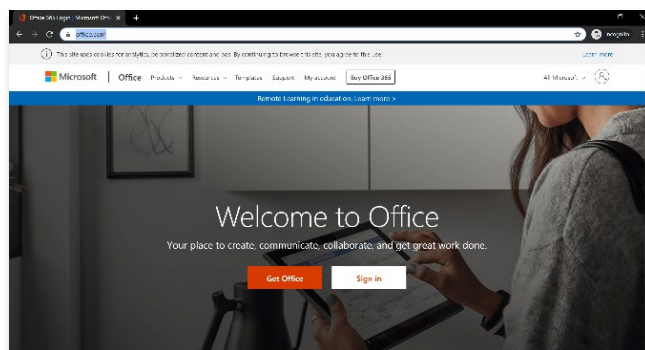 Office 365 Login | Microsoft Offic
office.com
Incognito
This site uses cookies for analytics, personalized content and ads. By continuing to browse this site, you agree to this use.
Learn more
Microsoft | Office Products Resources Templates Support My account Buy Office 365 All Microsoft
Remote Learning in education. Learn more >
Welcome to Office
Your place to create, communicate, collaborate, and get great work done.
Get Office Sign in